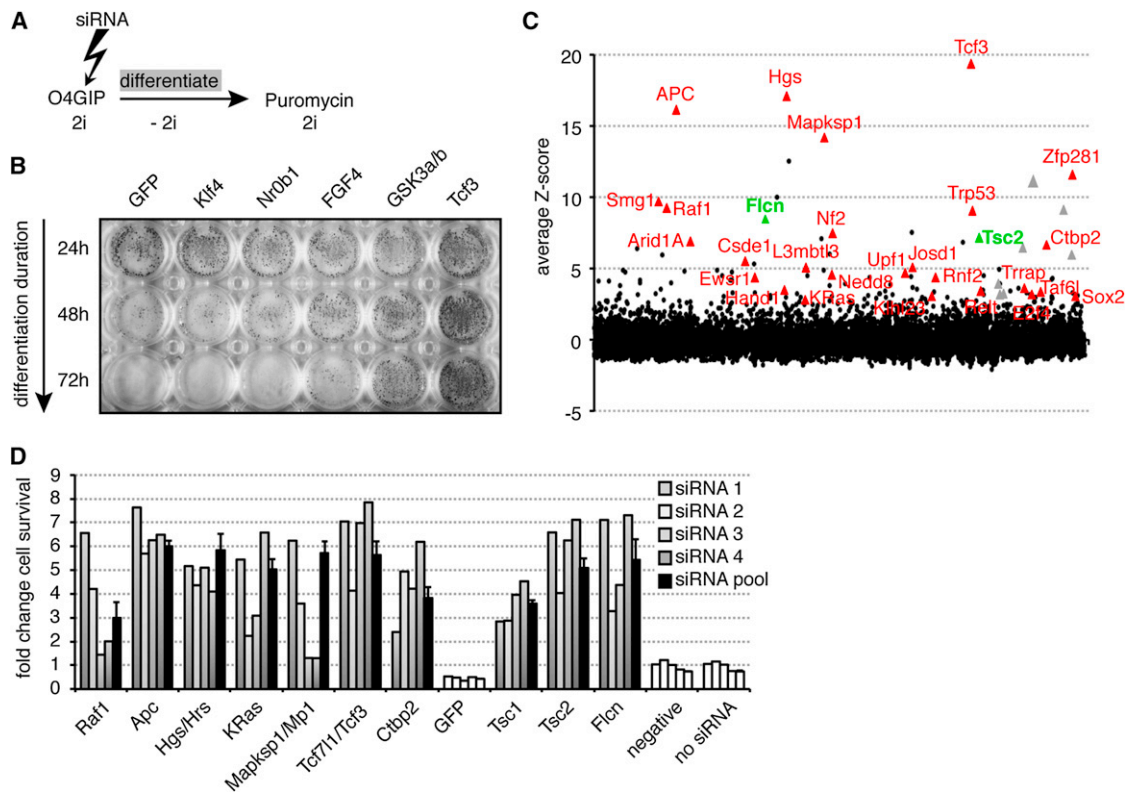 A
siRNA
differentiate
O4GIP
Puromycin
2i
- 2i
2i
B
GFP
Klf4
Nr0b1
FGF4
GSK3a/b
Tcf3
differentiation duration
24h
48h
72h
C
average Z-score
20
15
10
5
0
-5
Tcf3
Hgs
APC
Mapksp1
Zfp281
Smg1
Raf1
Flcn
Trp53
Nf2
Tsc2
Arid1A
Csde1
L3mbtl3
Upf1
Josd1
Ctbp2
Ewsr1
Nedd8
Rnf2
Trrap
Taf6l
Hand1
KRas
Klhl23
E2f4
Sox2
D
fold change cell survival
9
8
7
6
5
4
3
2
1
0
siRNA 1
siRNA 2
siRNA 3
siRNA 4
siRNA pool
Raf1
Apc
Hgs/Hrs
KRas
Mapksp1/Mp1
Tcf7l1/Tcf3
Ctbp2
GFP
Tsc1
Tsc2
Flcn
negative
no siRNA